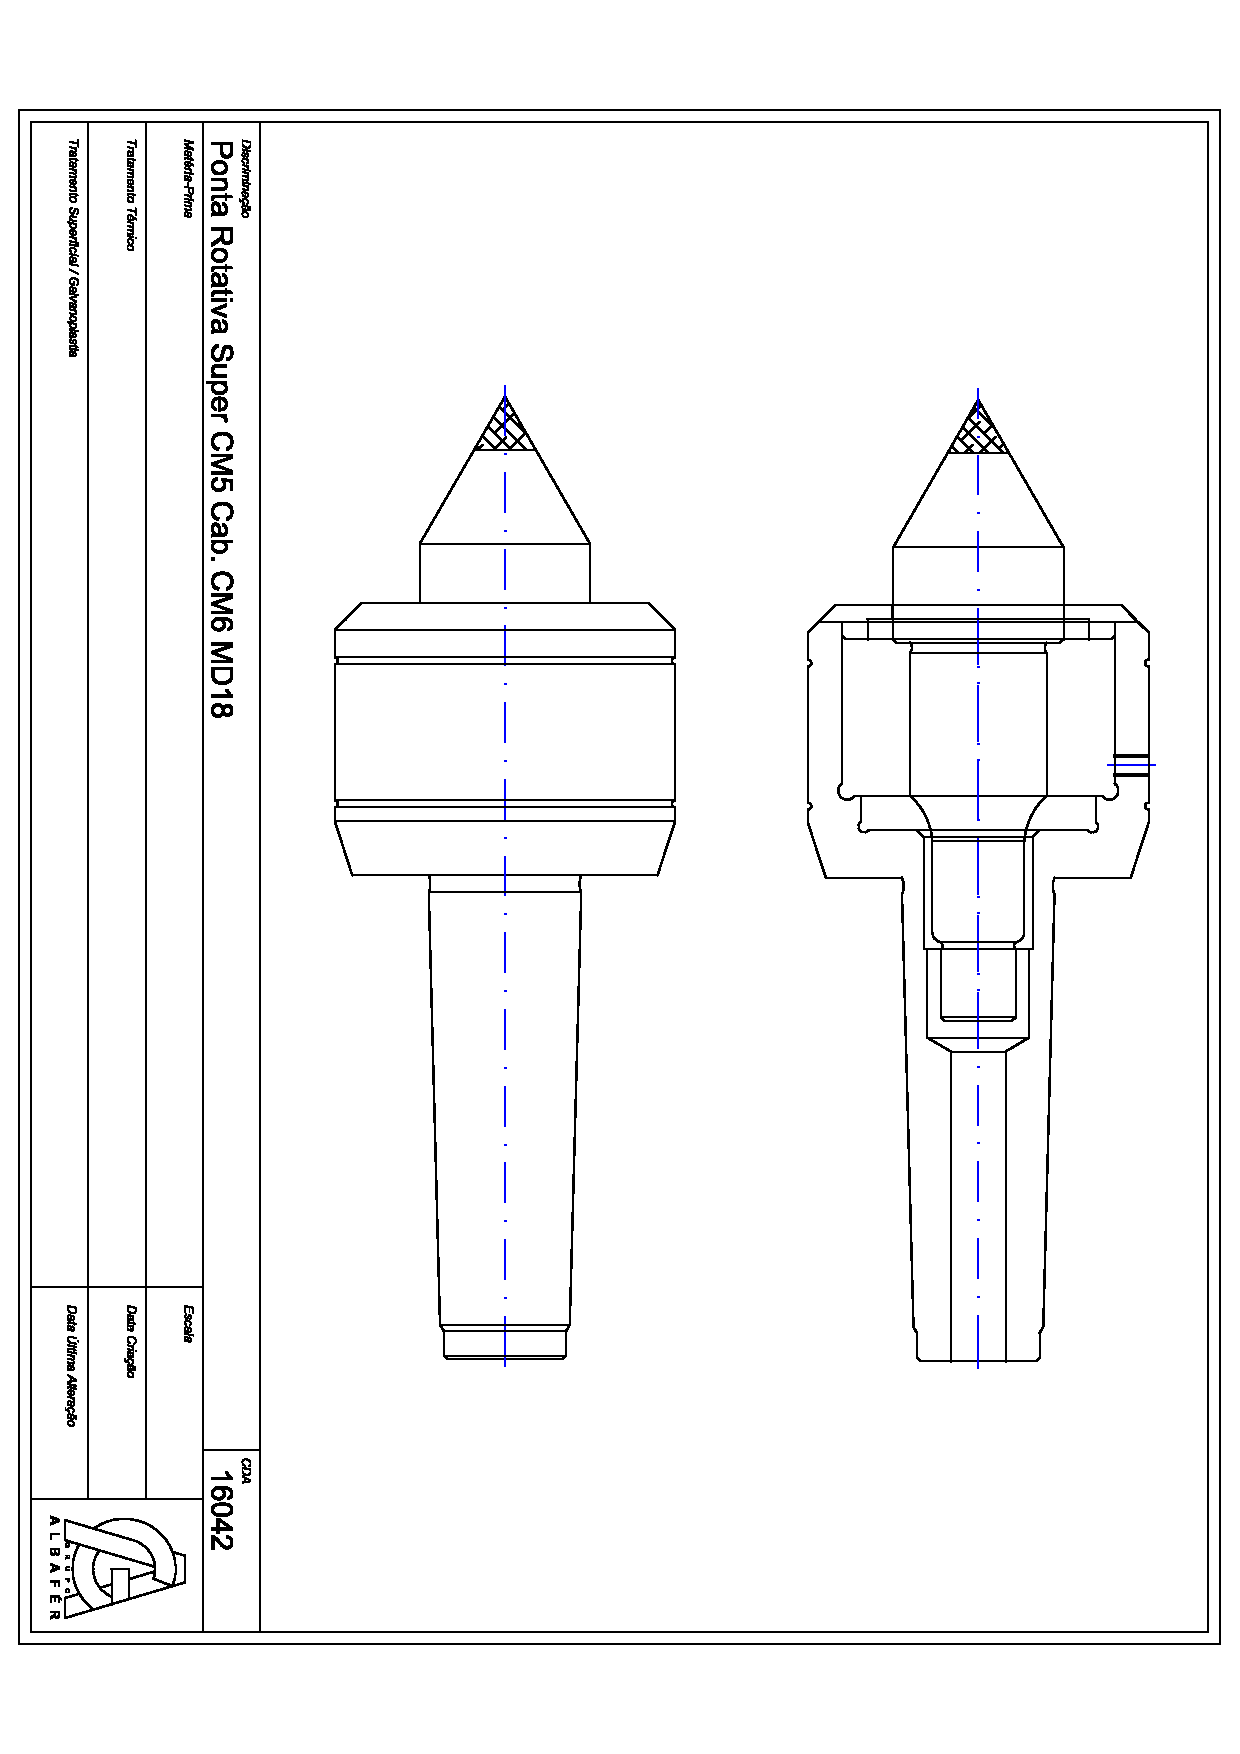 Discriminação
Ponta Rotativa Super CM5 Cab. CM6 MD18
CDA
16042
Matéria-Prima
Escala
Tratamento Térmico
Data Criação
Tratamento Superficial / Galvanoplastia
Data Última Alteração
GRUPO
ALBAFÉR